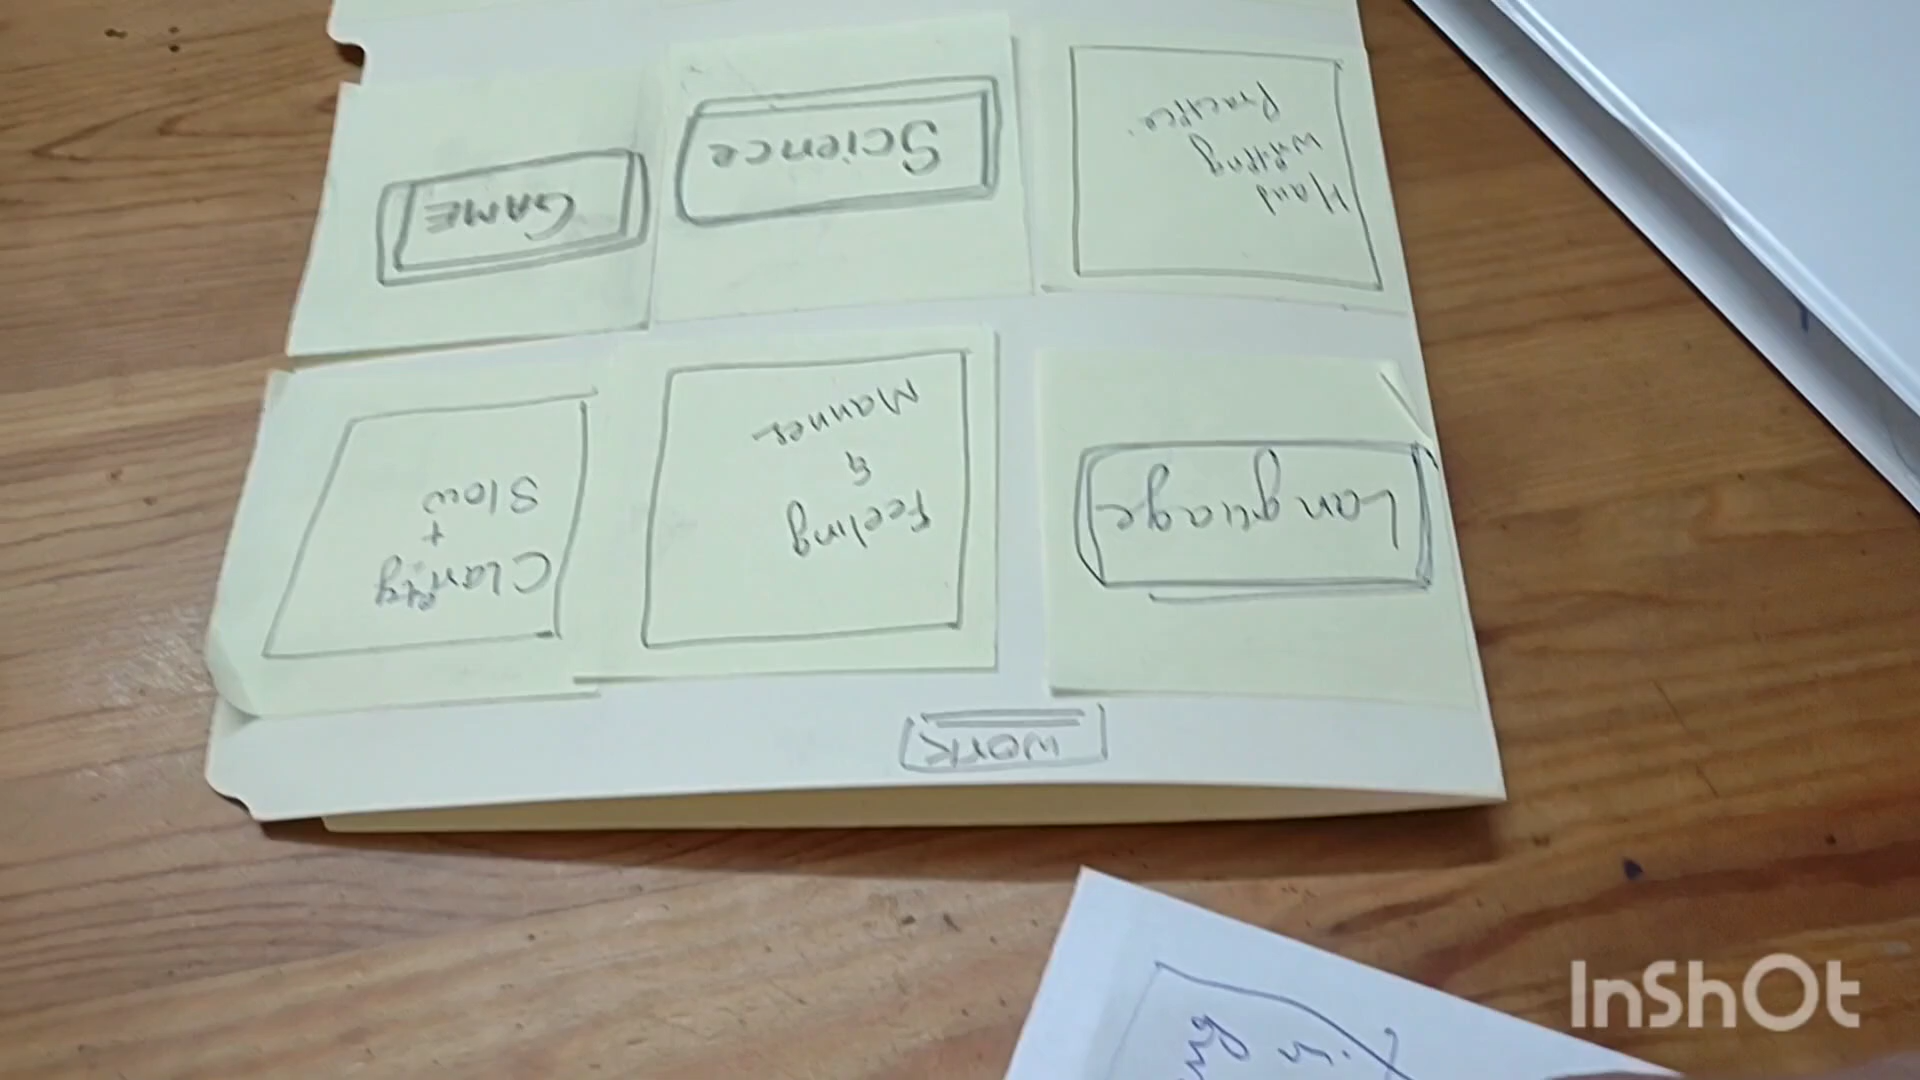 WORK
Language
Feeling
&
Manner
Clarity
+
Slow
Hand
writing
Practice
Science
GAME
InShOt